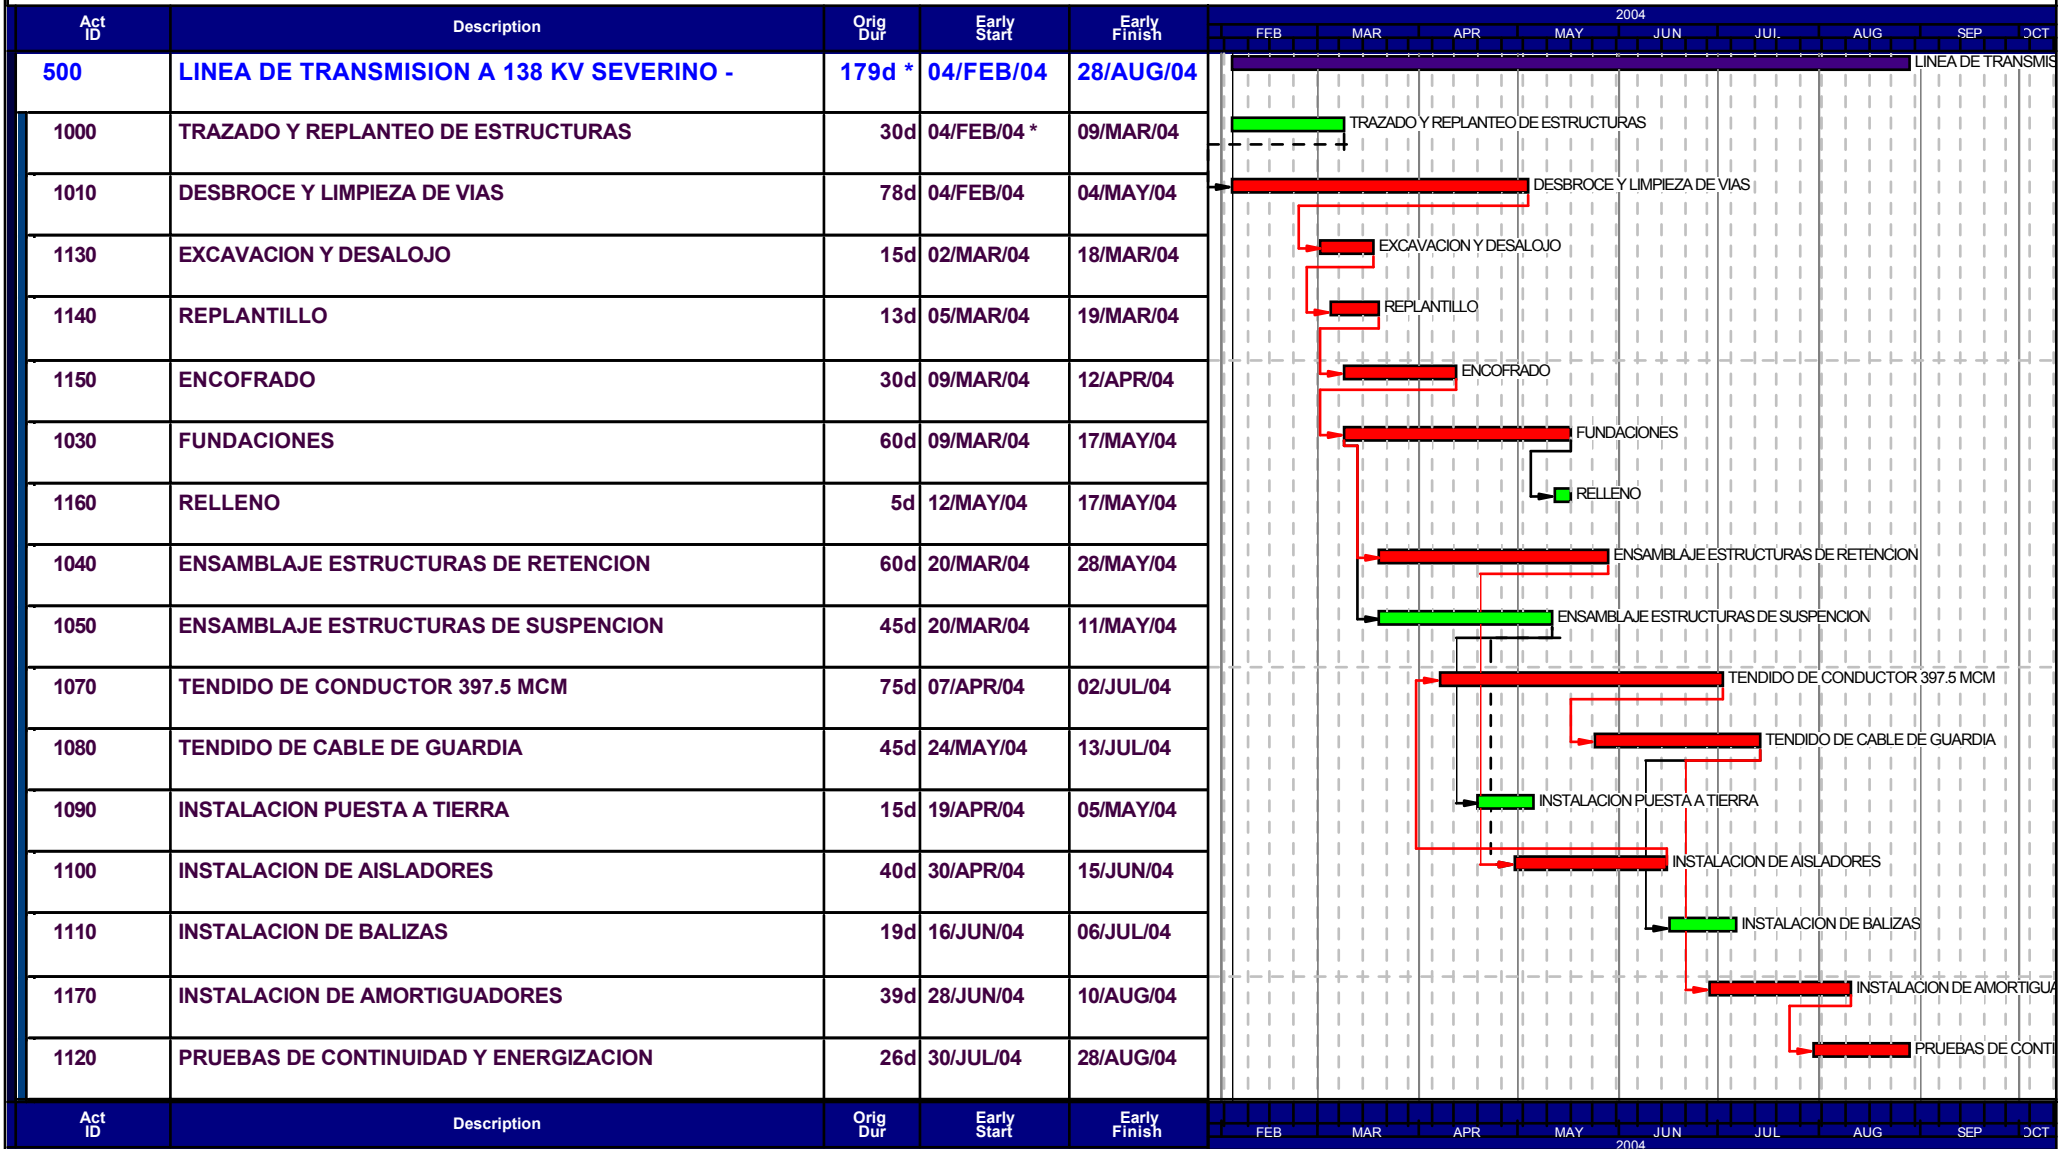 Act ID Description Orig Dur Early Start Early Finish 2004
FEB MAR APR MAY JUN JUL AUG SEP OCT
500 LINEA DE TRANSMISION A 138 KV SEVERINO - 179d * 04/FEB/04 28/AUG/04 LINEA DE TRANSMIS
1000 TRAZADO Y REPLANTEO DE ESTRUCTURAS 30d 04/FEB/04 * 09/MAR/04 TRAZADO Y REPLANTEO DE ESTRUCTURAS
1010 DESBROCE Y LIMPIEZA DE VIAS 78d 04/FEB/04 04/MAY/04 DESBROCE Y LIMPIEZA DE VIAS
1130 EXCAVACION Y DESALOJO 15d 02/MAR/04 18/MAR/04 EXCAVACION Y DESALOJO
1140 REPLANTILLO 13d 05/MAR/04 19/MAR/04 REPLANTILLO
1150 ENCOFRADO 30d 09/MAR/04 12/APR/04 ENCOFRADO
1030 FUNDACIONES 60d 09/MAR/04 17/MAY/04 FUNDACIONES
1160 RELLENO 5d 12/MAY/04 17/MAY/04 RELLENO
1040 ENSAMBLAJE ESTRUCTURAS DE RETENCION 60d 20/MAR/04 28/MAY/04 ENSAMBLAJE ESTRUCTURAS DE RETENCION
1050 ENSAMBLAJE ESTRUCTURAS DE SUSPENCION 45d 20/MAR/04 11/MAY/04 ENSAMBLAJE ESTRUCTURAS DE SUSPENCION
1070 TENDIDO DE CONDUCTOR 397.5 MCM 75d 07/APR/04 02/JUL/04 TENDIDO DE CONDUCTOR 397.5 MCM
1080 TENDIDO DE CABLE DE GUARDIA 45d 24/MAY/04 13/JUL/04 TENDIDO DE CABLE DE GUARDIA
1090 INSTALACION PUESTA A TIERRA 15d 19/APR/04 05/MAY/04 INSTALACION PUESTA A TIERRA
1100 INSTALACION DE AISLADORES 40d 30/APR/04 15/JUN/04 INSTALACION DE AISLADORES
1110 INSTALACION DE BALIZAS 19d 16/JUN/04 06/JUL/04 INSTALACION DE BALIZAS
1170 INSTALACION DE AMORTIGUADORES 39d 28/JUN/04 10/AUG/04 INSTALACION DE AMORTIGUA
1120 PRUEBAS DE CONTINUIDAD Y ENERGIZACION 26d 30/JUL/04 28/AUG/04 PRUEBAS DE CONTI
Act ID Description Orig Dur Early Start Early Finish FEB MAR APR MAY JUN JUL AUG SEP OCT
2004